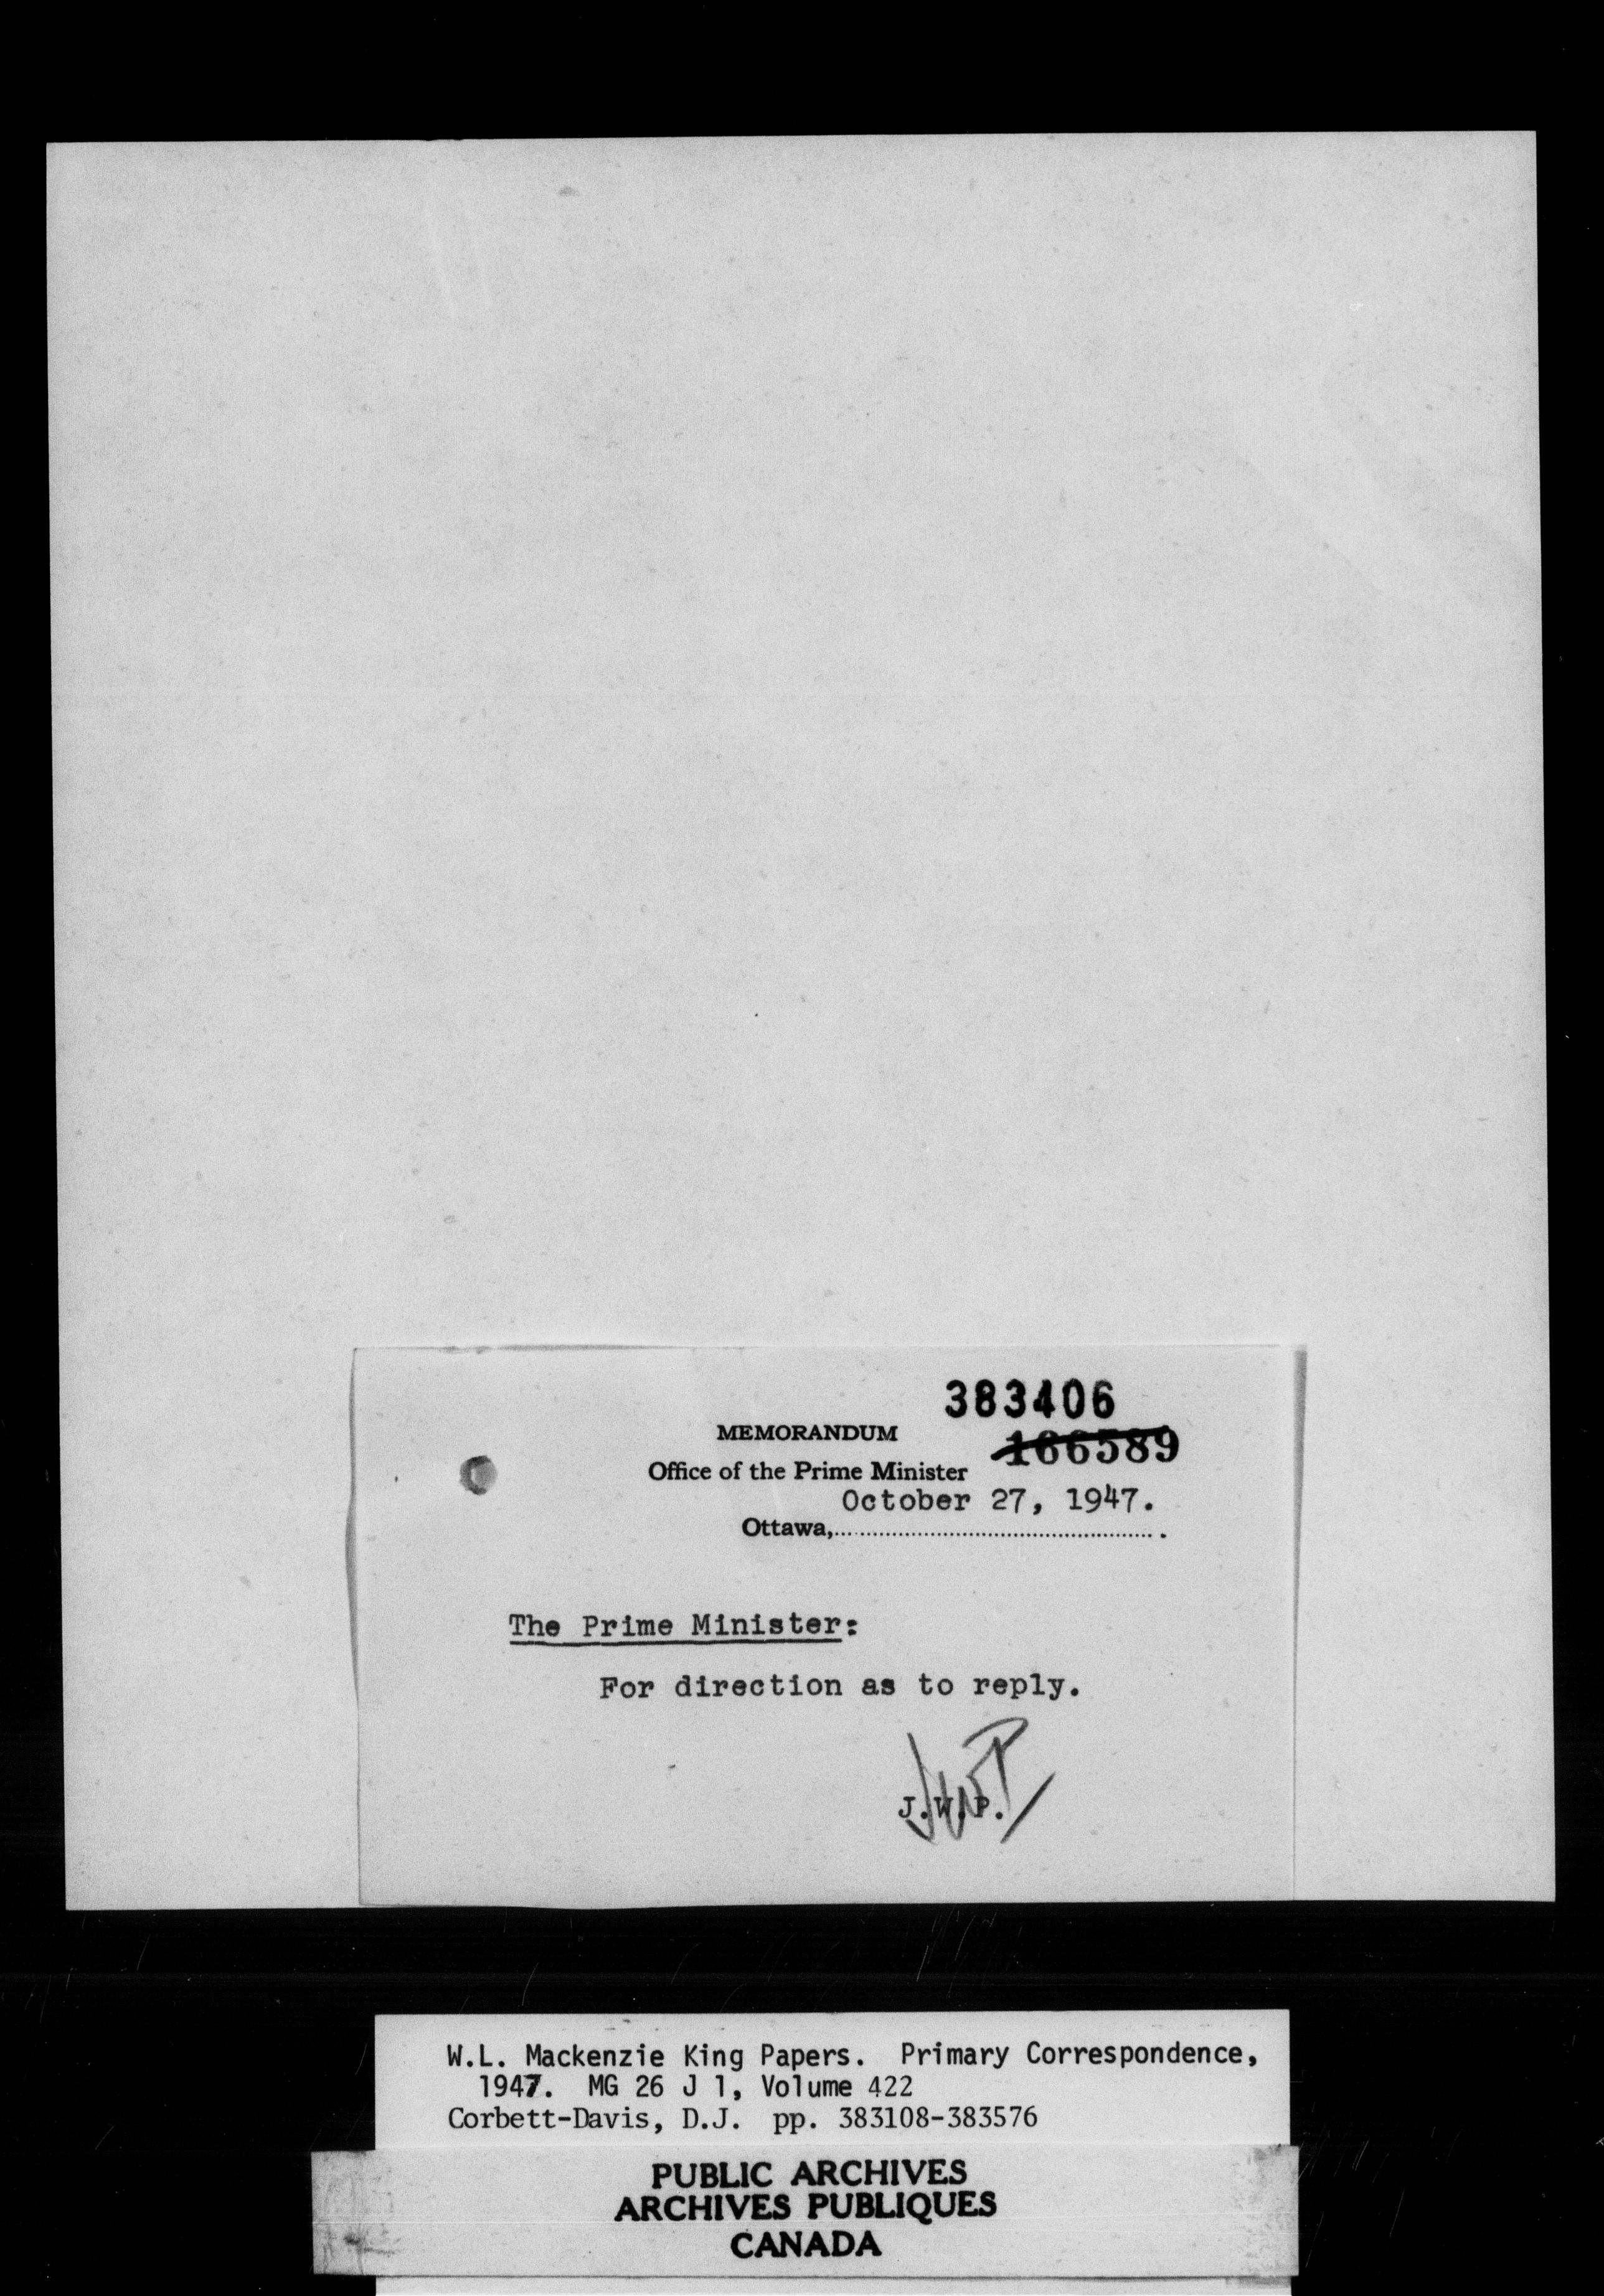 383406
MEMORANDUM
166589
Office of the Prime Minister
October 27, 1947.
Ottawa,....................................................
The Prime Minister:
For direction as to reply.
JWP
J.W.P.
W.L. Mackenzie King Papers. Primary Correspondence,
1947. MG 26 J 1, Volume 422
Corbett-Davis, D.J. pp. 383108-383576
PUBLIC ARCHIVES
ARCHIVES PUBLIQUES
CANADA